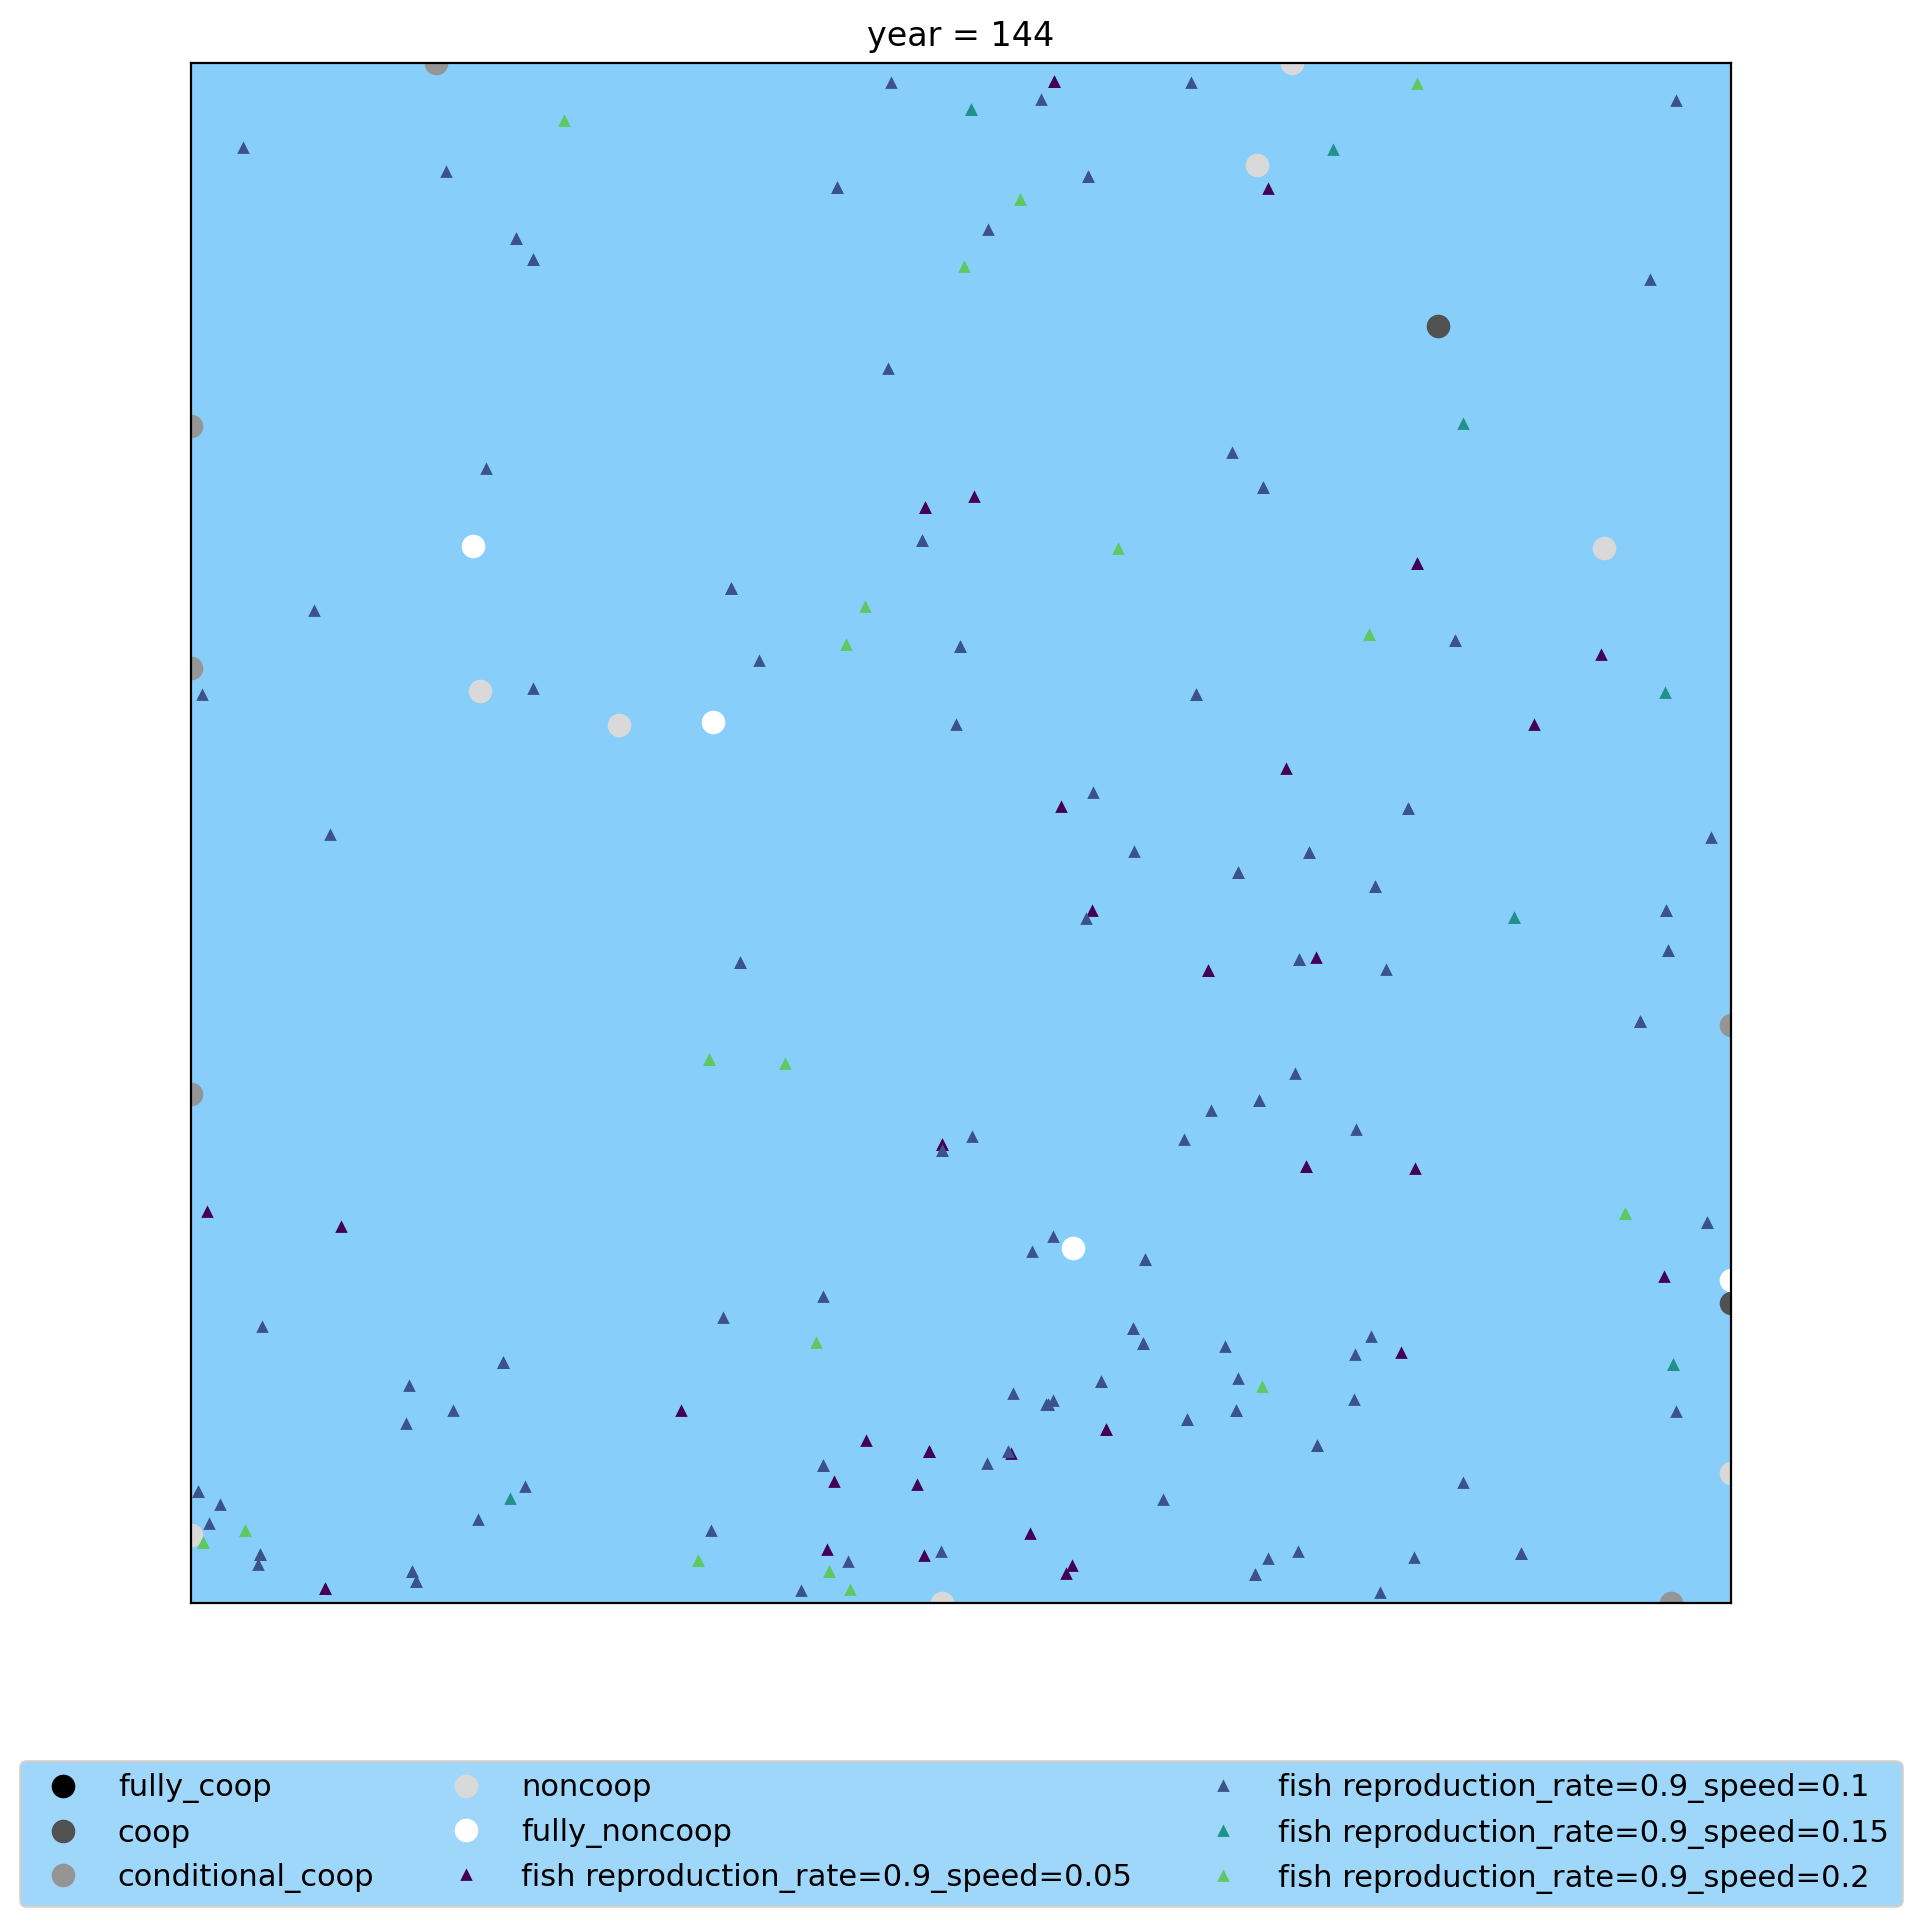 year = 144
fully_coop
coop
conditional_coop
noncoop
fully_noncoop
fish reproduction_rate=0.9_speed=0.05
fish reproduction_rate=0.9_speed=0.1
fish reproduction_rate=0.9_speed=0.15
fish reproduction_rate=0.9_speed=0.2